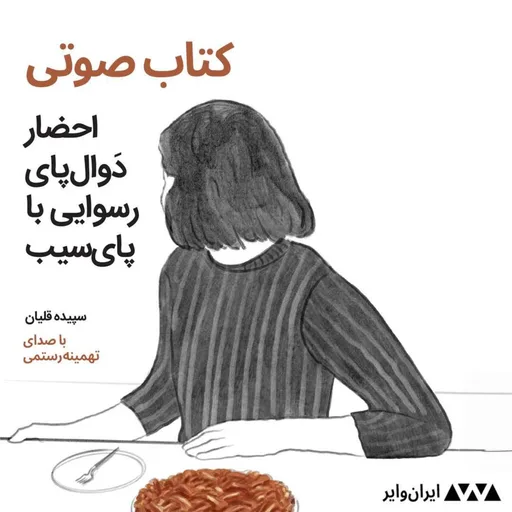 کتاب صوتی
احضار
دَوال‌پای
رسوایی با
پای‌سیب
سپیده قلیان
با صدای
تهمینه رستمی
ایران‌وایر